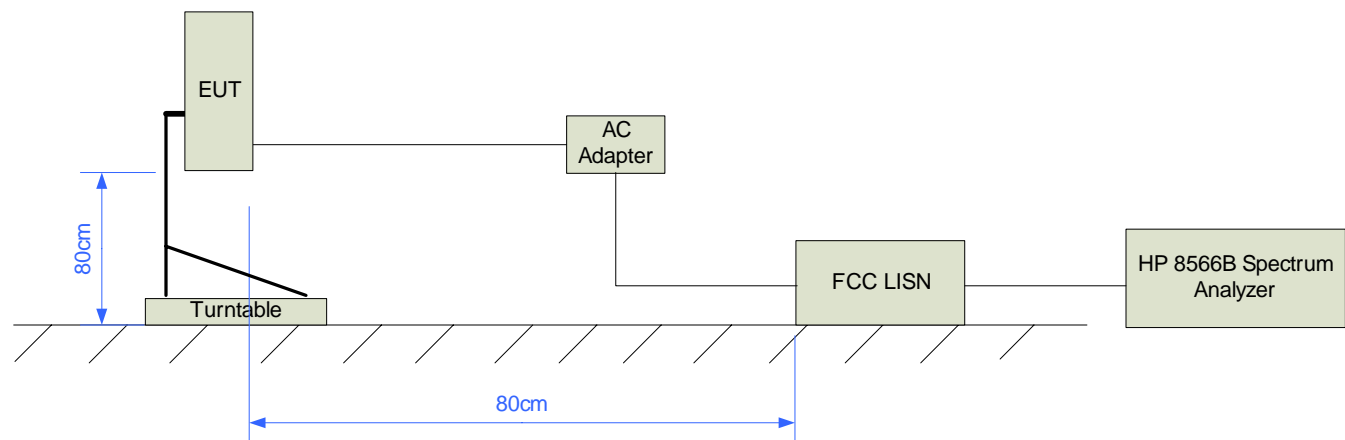 EUT
AC
Adapter
80cm
FCC LISN
HP 8566B Spectrum
Analyzer
Turntable
80cm